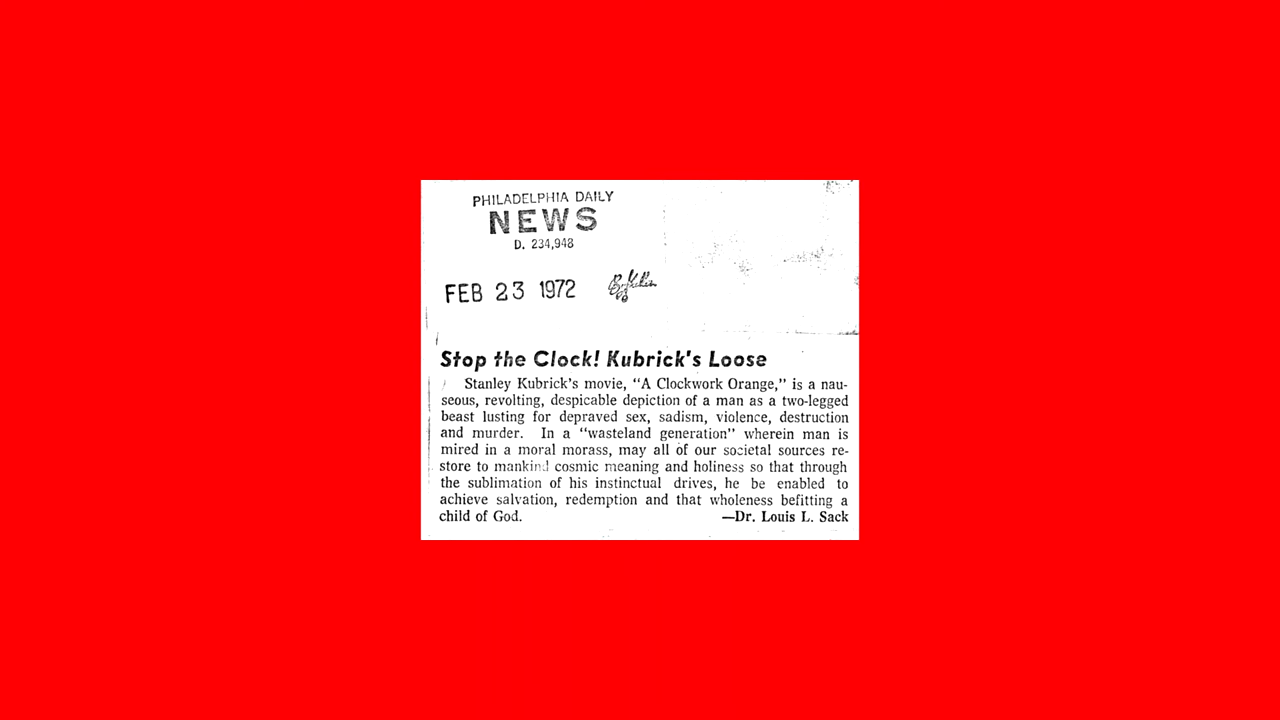 PHILADELPHIA DAILY
NEWS
D. 234,948
FEB 23 1972
Stop the Clock! Kubrick's Loose
Stanley Kubrick's movie, "A Clockwork Orange," is a nau-
seous, revolting, despicable depiction of a man as a two-legged
beast lusting for depraved sex, sadism, violence, destruction
and murder. In a "wasteland generation" wherein man is
mired in a moral morass, may all of our societal sources re-
store to mankind cosmic meaning and holiness so that through
the sublimation of his instinctual drives, he be enabled to
achieve salvation, redemption and that wholeness befitting a
child of God. —Dr. Louis L. Sack